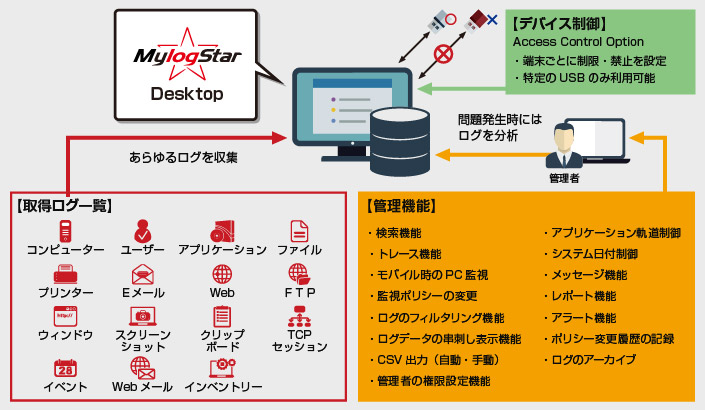 MylogStar
Desktop
【デバイス制御】
Access Control Option
・端末ごとに制限・禁止を設定
・特定のUSBのみ利用可能
あらゆるログを収集
問題発生時には
ログを分析
管理者
【取得ログ一覧】
コンピューター
ユーザー
アプリケーション
ファイル
プリンター
Eメール
Web
FTP
http://
ウィンドウ
スクリーン
ショット
クリップ
ボード
TCP
セッション
28
イベント
Webメール
インベントリー
【管理機能】
・検索機能
・トレース機能
・モバイル時のPC監視
・監視ポリシーの変更
・ログのフィルタリング機能
・ログデータの串刺し表示機能
・CSV出力（自動・手動）
・管理者の権限設定機能
・アプリケーション軌道制御
・システム日付制御
・メッセージ機能
・レポート機能
・アラート機能
・ポリシー変更履歴の記録
・ログのアーカイブ